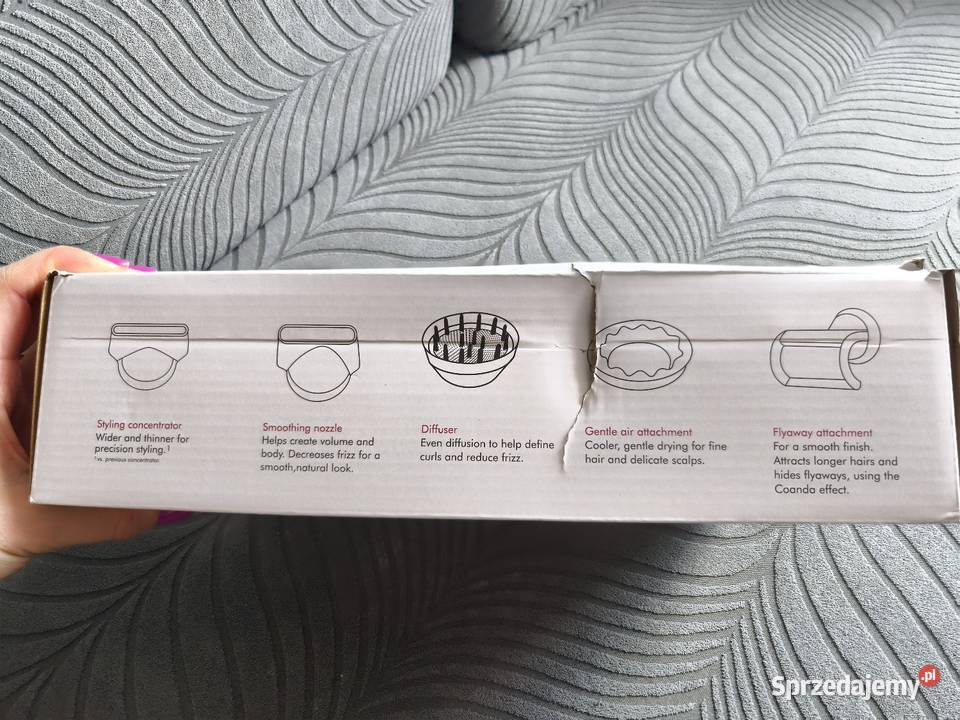 Styling concentrator
Wider and thinner for
precision styling.¹
¹ vs. previous concentrator.
Smoothing nozzle
Helps create volume and
body. Decreases frizz for a
smooth,natural look.
Diffuser
Even diffusion to help define
curls and reduce frizz.
Gentle air attachment
Cooler, gentle drying for fine
hair and delicate scalps.
Flyaway attachment
For a smooth finish.
Attracts longer hairs and
hides flyaways, using the
Coanda effect.
Sprzedajemy.pl